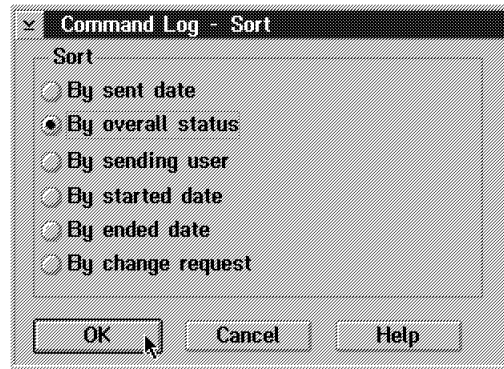 Command Log - Sort
Sort
By sent date
By overall status
By sending user
By started date
By ended date
By change request
OK Cancel Help